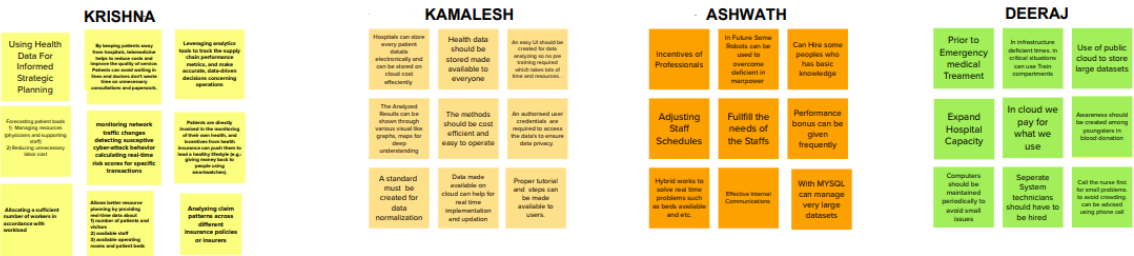 KRISHNA
Using Health
Data For
Informed
Strategic
Planning
By keeping patients away
from hospitals, telemedicine
helps to reduce costs and
improve the quality of service.
Patients can avoid waiting in
lines and doctors don't waste
time on unnecessary
consultations and paperwork.
Leveraging analytics
tools to track the supply
chain performance
metrics, and make
accurate, data-driven
decisions concerning
operations
Forecasting patient loads
1) Managing resources
(physicians and supporting
staff)
2) Reducing unnecessary
labor cost
monitoring network
traffic changes
detecting susceptive
cyber-attack behavior
calculating real-time
risk scores for specific
transactions
Patients are directly
involved in the monitoring
of their own health, and
incentives from health
insurance can push them to
lead a healthy lifestyle (e.g.:
giving money back to
people using
smartwatches).
Allocating a sufficient
number of workers in
accordance with
workload
Allows better resource
planning by providing
real-time data about
1) number of patients and
visitors
2) available staff
3) available operating
rooms and patient beds
Analyzing claim
patterns across
different
insurance policies
or insurers
KAMALESH
Hospitals can store
every patient
details
electronically and
can be stored on
cloud cost
effeciently
Health data
should be
stored made
available to
everyone
An easy UI should be
created for data
analyzing so no pre
training required
which takes lots of
time and resources. .
The Analyzed
Results can be
shown through
various visual like
graphs, maps for
deep
understanding
The methods
should be cost
efficient and
easy to operate
An authorised user
credentials are
required to access
the data's to ensure
data privacy.
A standard
must be
created for data
normalization
Data made
available on
cloud can help for
real time
implementation
and updation
Proper tutorial
and steps can
be made
available to
users.
ASHWATH
Incentives of
Professionals
In Future Some
Robots can be
used to
overcome
deficient in
manpower
Can Hire some
peoples who
has basic
knowledge
Adjusting
Staff
Schedules
Fullfill the
needs of
the Staffs
Performance
bonus can be
given
frequently
Hybrid works to
solve real time
problems such
as beds available
and etc.
Effective Internal
Communications
With MYSQL
can manage
very large
datasets
DEERAJ
Prior to
Emergency
medical
Treament
In infrastructure
deficient times, in
critical situations
can use Train
compartments
Use of public
cloud to store
large datasets
Expand
Hospital
Capacity
In cloud we
pay for
what we
use
Awareness should
be created among
youngsters in
blood donation
Computers
should be
maintained
periodically to
avoid small
issues
Seperate
System
technicians
should have to
be hired
Call the nurse first
for small problems.
to avoid crowding.
can be advised
using phone call